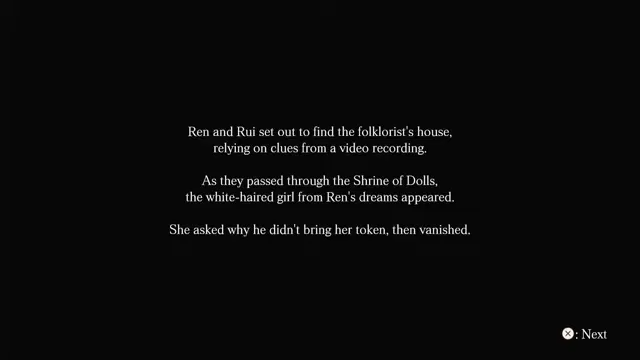 Ren and Rui set out to find the folklorist's house,
relying on clues from a video recording.
As they passed through the Shrine of Dolls,
the white-haired girl from Ren's dreams appeared.
She asked why he didn't bring her token, then vanished.
ⓧ: Next